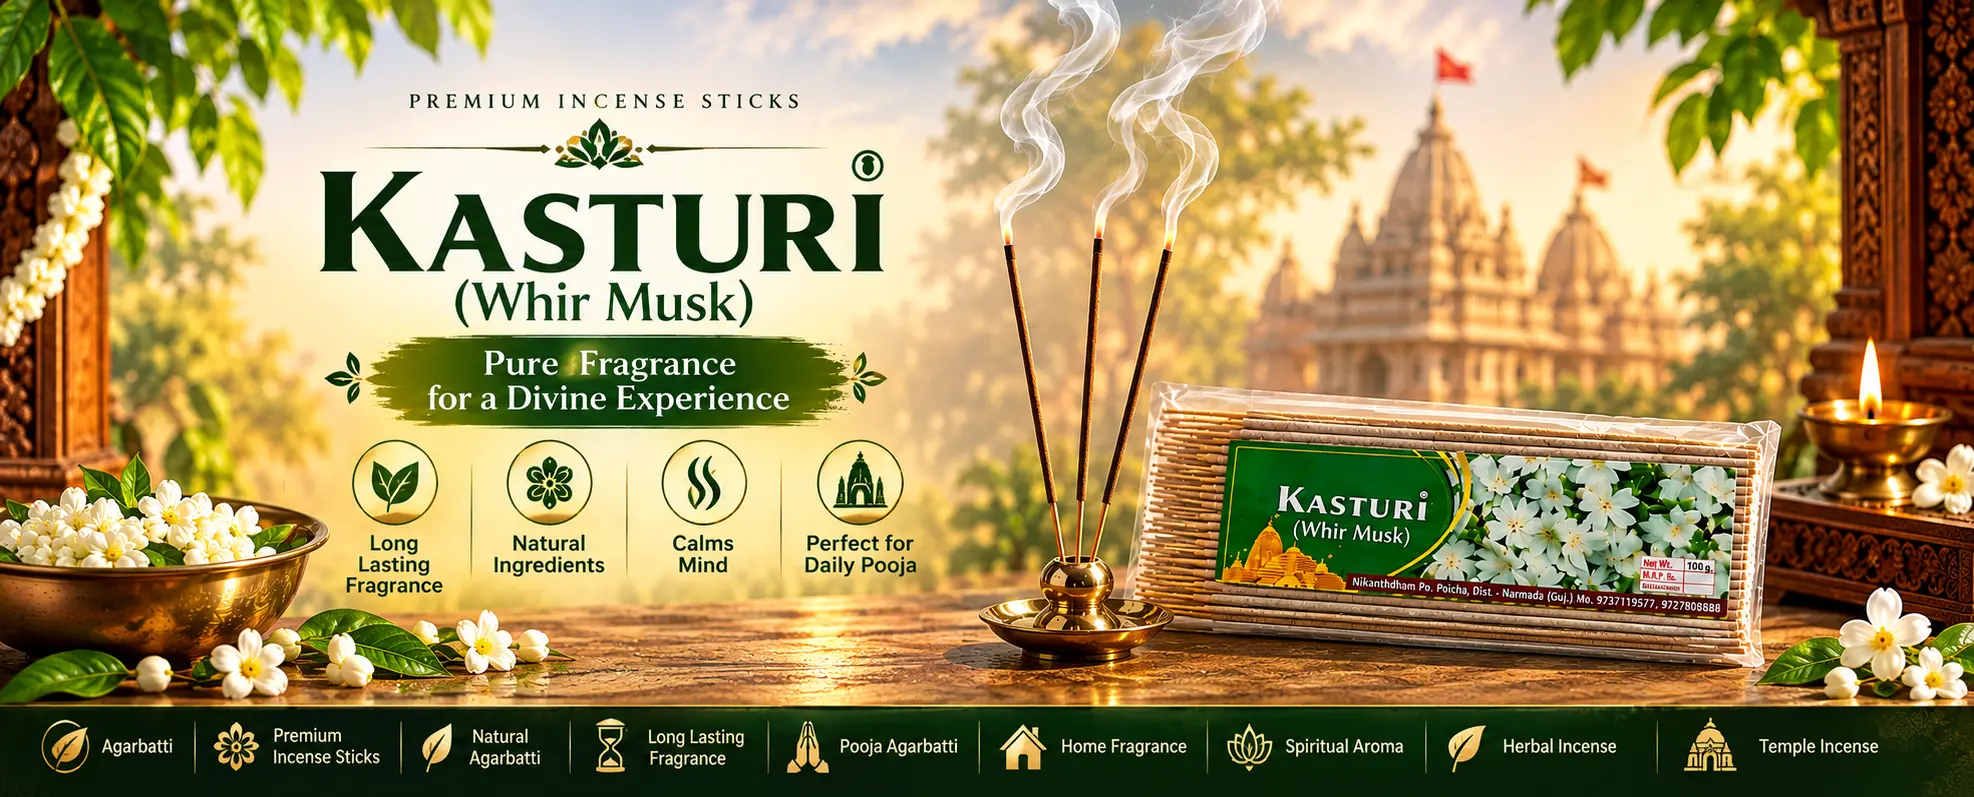 PREMIUM INCENSE STICKS
KASTURI
(Whir Musk)
Pure Fragrance
for a Divine Experience
Long
Lasting
Fragrance
Natural
Ingredients
Calms
Mind
Perfect for
Daily Pooja
KASTURI
(Whir Musk)
Net Wt. 100 g.
M.R.P. Rs.
Nikanthdham Po. Poicha, Dist. - Narmada (Guj.) Mo. 9737119577, 9727808888
Agarbatti
Premium
Incense Sticks
Natural
Agarbatti
Long Lasting
Fragrance
Pooja Agarbatti
Home Fragrance
Spiritual Aroma
Herbal Incense
Temple Incense